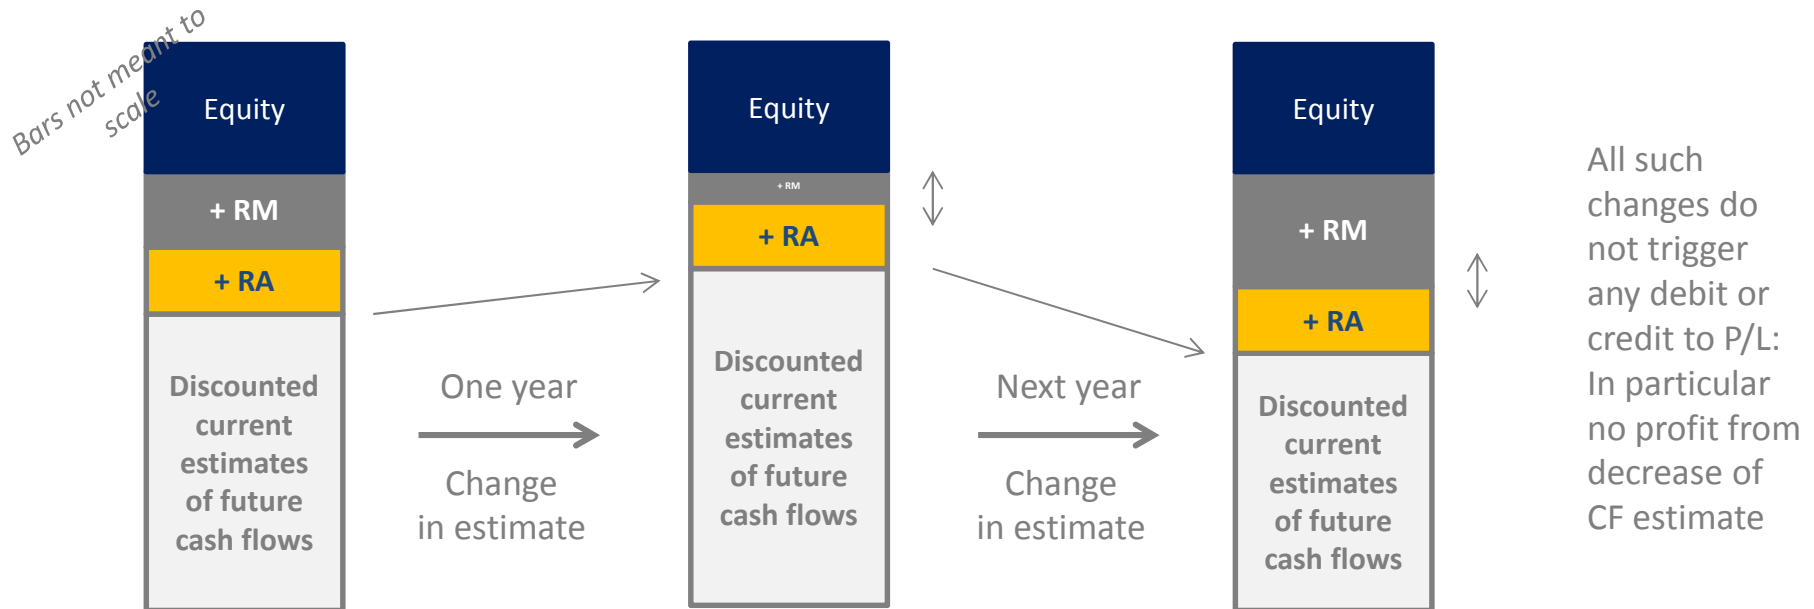 Bars not meant to
scale
Equity
+ RM
+ RA
Discounted
current
estimates
of future
cash flows
One year
Change
in estimate
Equity
+ RM
+ RA
Discounted
current
estimates
of future
cash flows
Next year
Change
in estimate
Equity
+ RM
+ RA
Discounted
current
estimates
of future
cash flows
All such
changes do
not trigger
any debit or
credit to P/L:
In particular
no profit from
decrease of
CF estimate